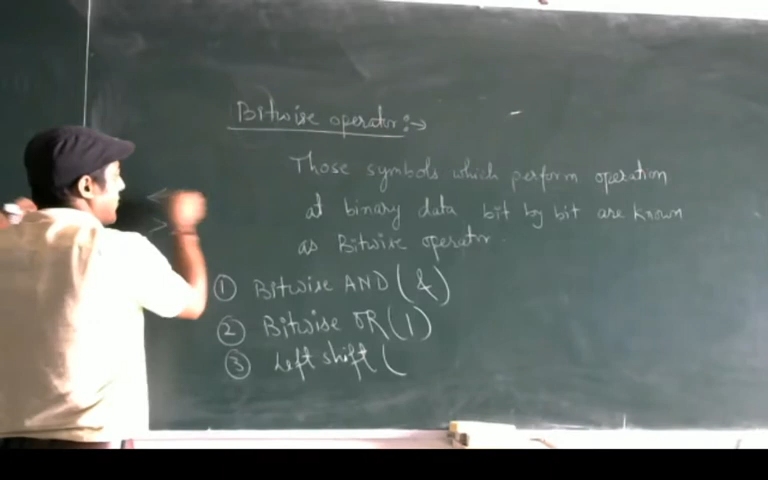 Bitwise operator :→
Those symbols which perform operation
at binary data bit by bit are known
as Bitwise operator.
① Bitwise AND (&)
② Bitwise OR (|)
③ Left shift (
<
>